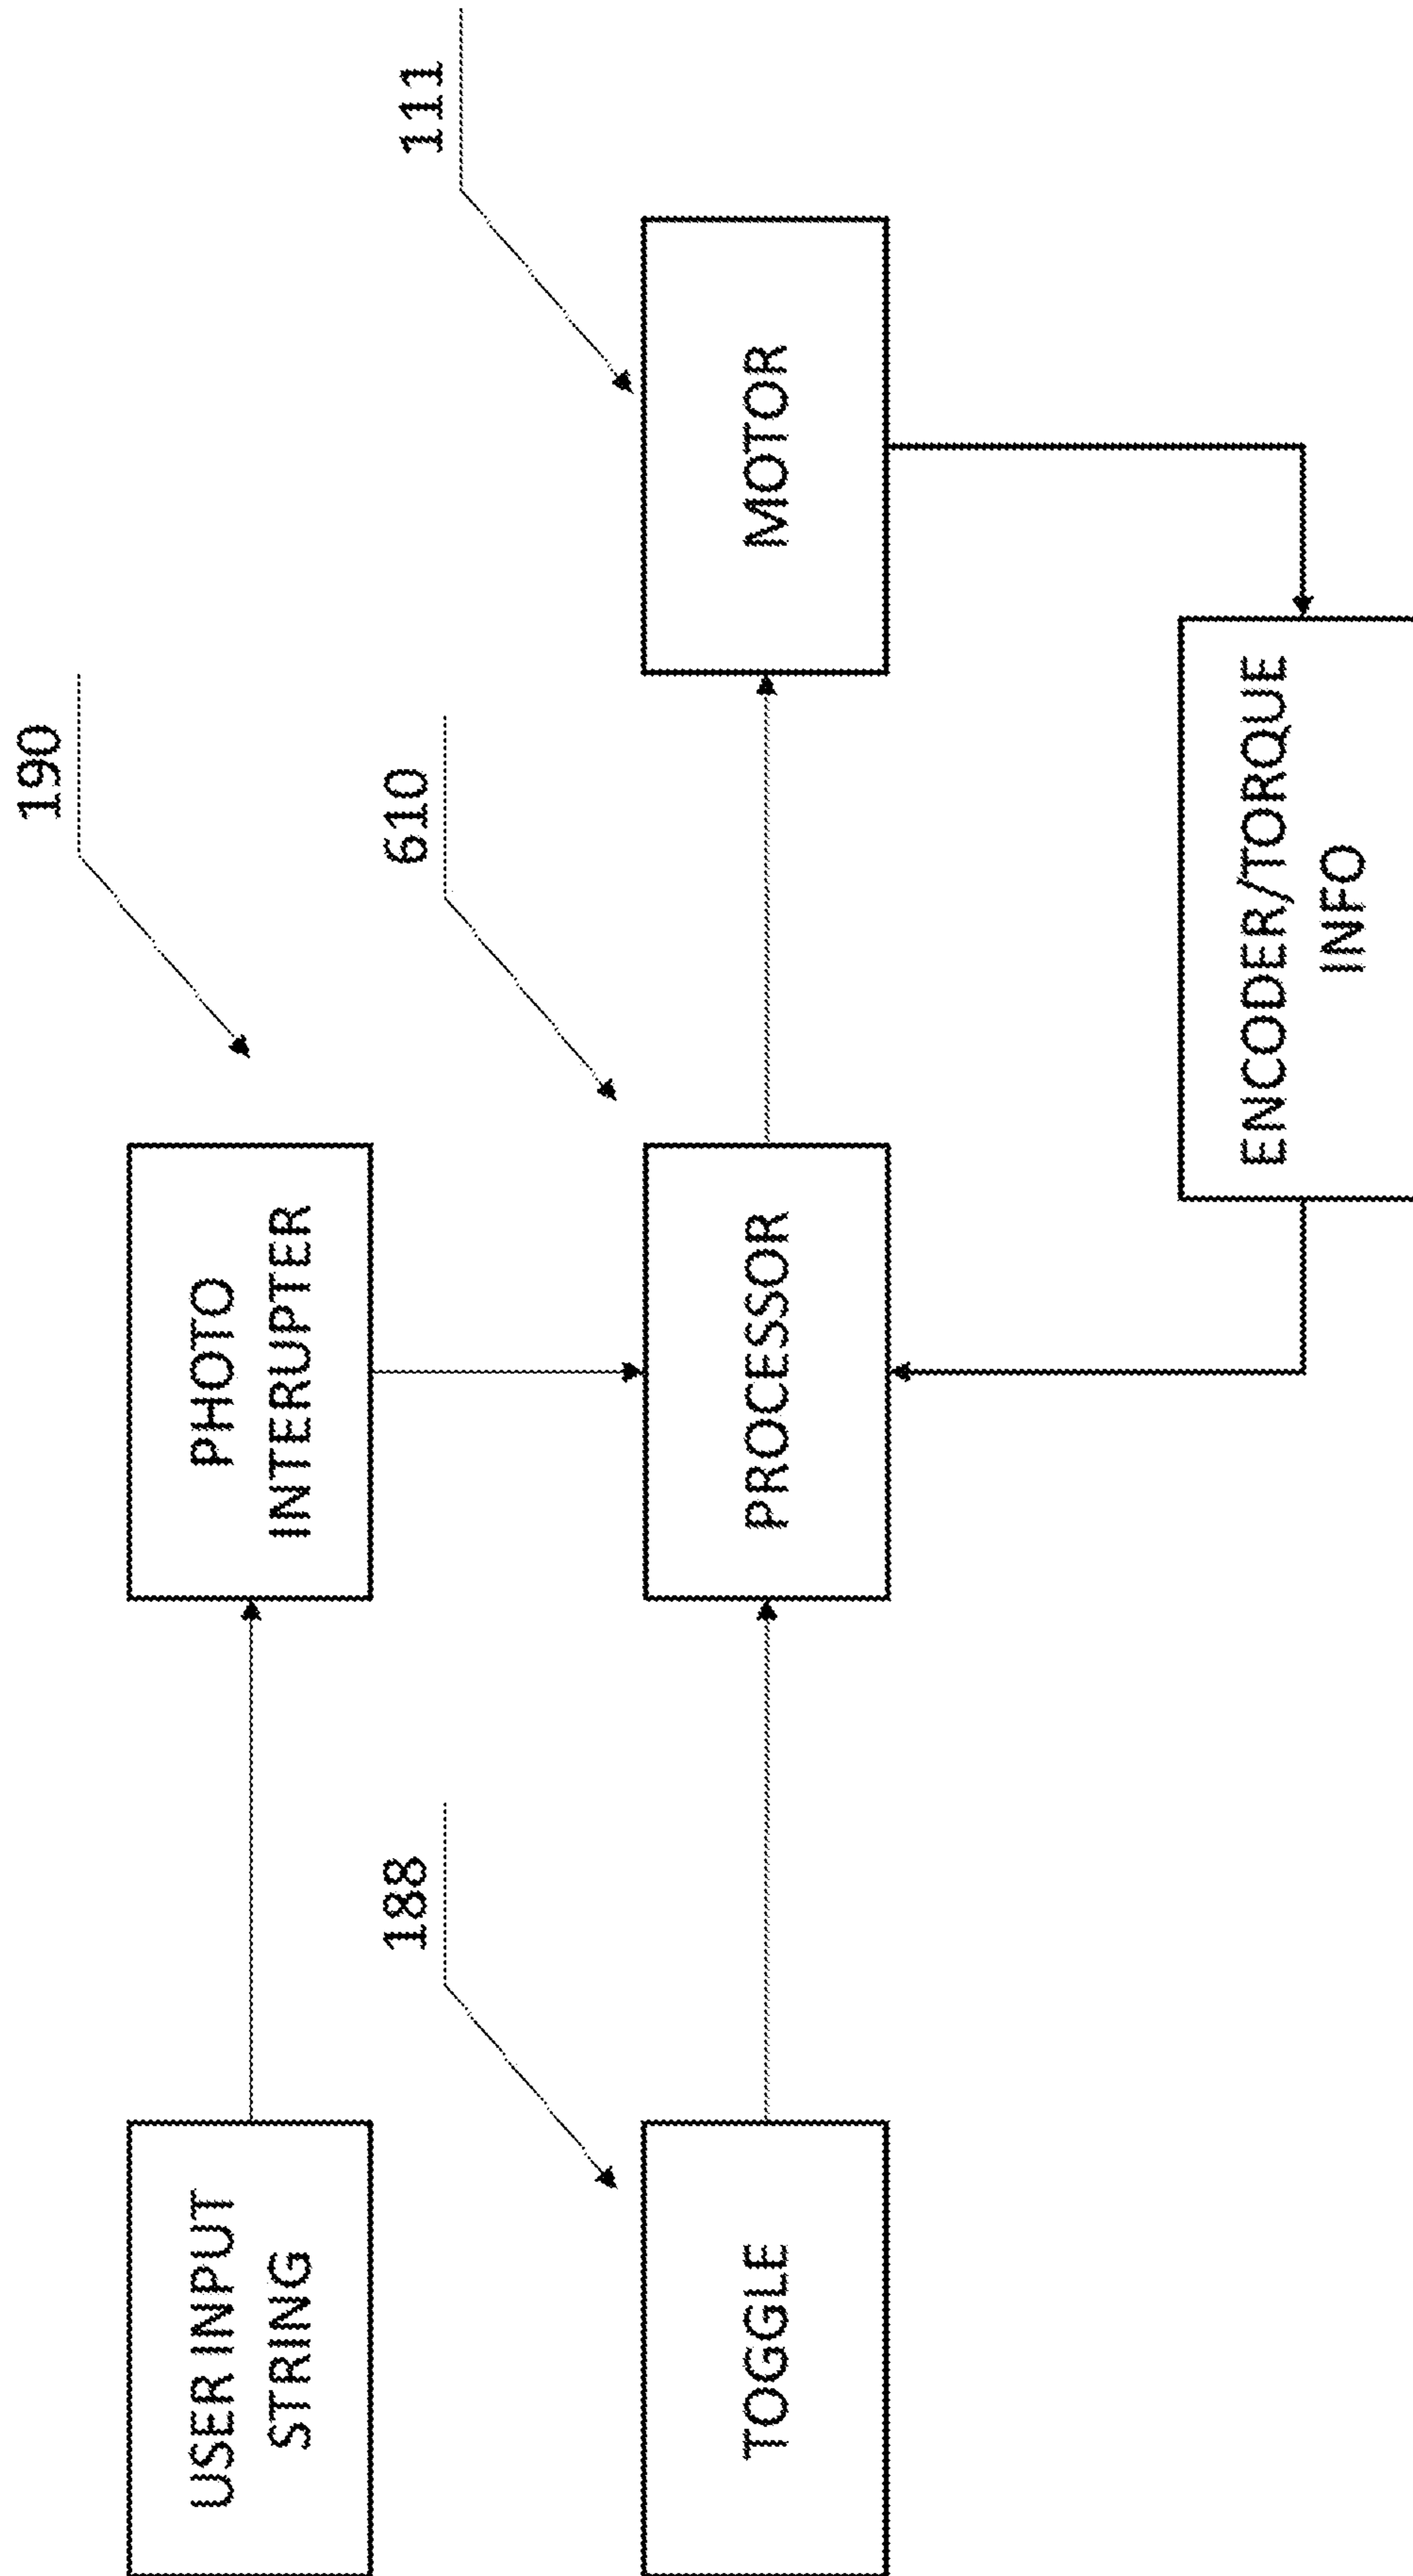 190
610
111
188
USER INPUT
STRING
PHOTO
INTERUPTER
TOGGLE
PROCESSOR
MOTOR
ENCODER/TORQUE
INFO